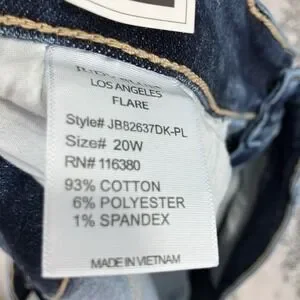 LOS ANGELES
FLARE
Style# JB82637DK-PL
Size# 20W
RN# 116380
93% COTTON
6% POLYESTER
1% SPANDEX
MADE IN VIETNAM